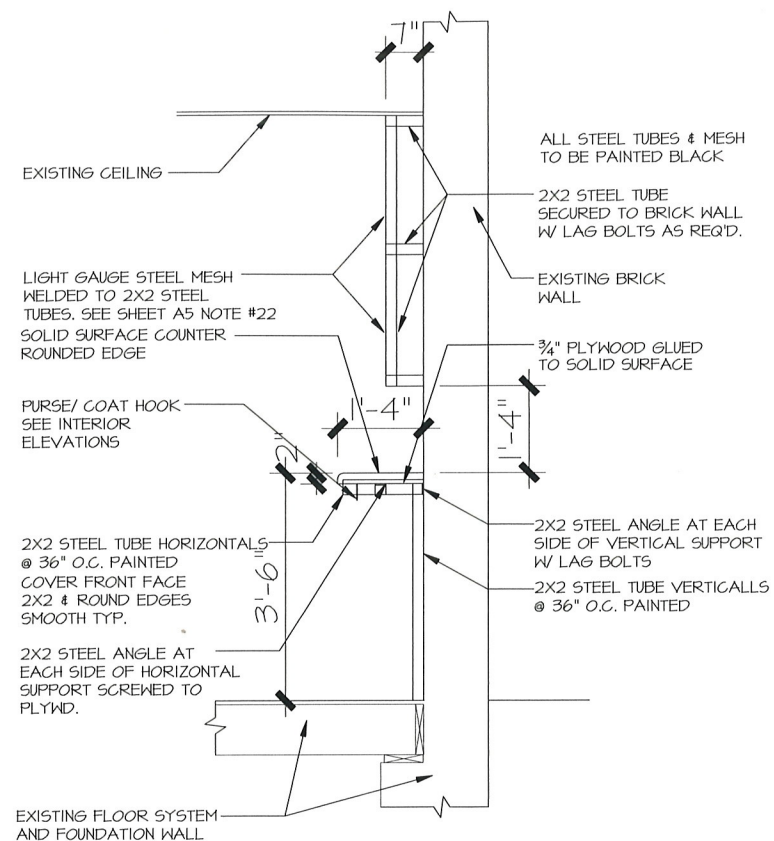 7"
EXISTING CEILING
ALL STEEL TUBES & MESH
TO BE PAINTED BLACK
2X2 STEEL TUBE
SECURED TO BRICK WALL
W/ LAG BOLTS AS REQ'D.
EXISTING BRICK
WALL
LIGHT GAUGE STEEL MESH
WELDED TO 2X2 STEEL
TUBES. SEE SHEET A5 NOTE #22
SOLID SURFACE COUNTER
ROUNDED EDGE
¾" PLYWOOD GLUED
TO SOLID SURFACE
PURSE/ COAT HOOK
SEE INTERIOR
ELEVATIONS
1'-4"
1'-4"
2"
2X2 STEEL TUBE HORIZONTALS
@ 36" O.C. PAINTED
COVER FRONT FACE
2X2 & ROUND EDGES
SMOOTH TYP.
3'-6"
2X2 STEEL ANGLE AT EACH
SIDE OF VERTICAL SUPPORT
W/ LAG BOLTS
2X2 STEEL TUBE VERTICALLS
@ 36" O.C. PAINTED
2X2 STEEL ANGLE AT
EACH SIDE OF HORIZONTAL
SUPPORT SCREWED TO
PLYWD.
EXISTING FLOOR SYSTEM
AND FOUNDATION WALL